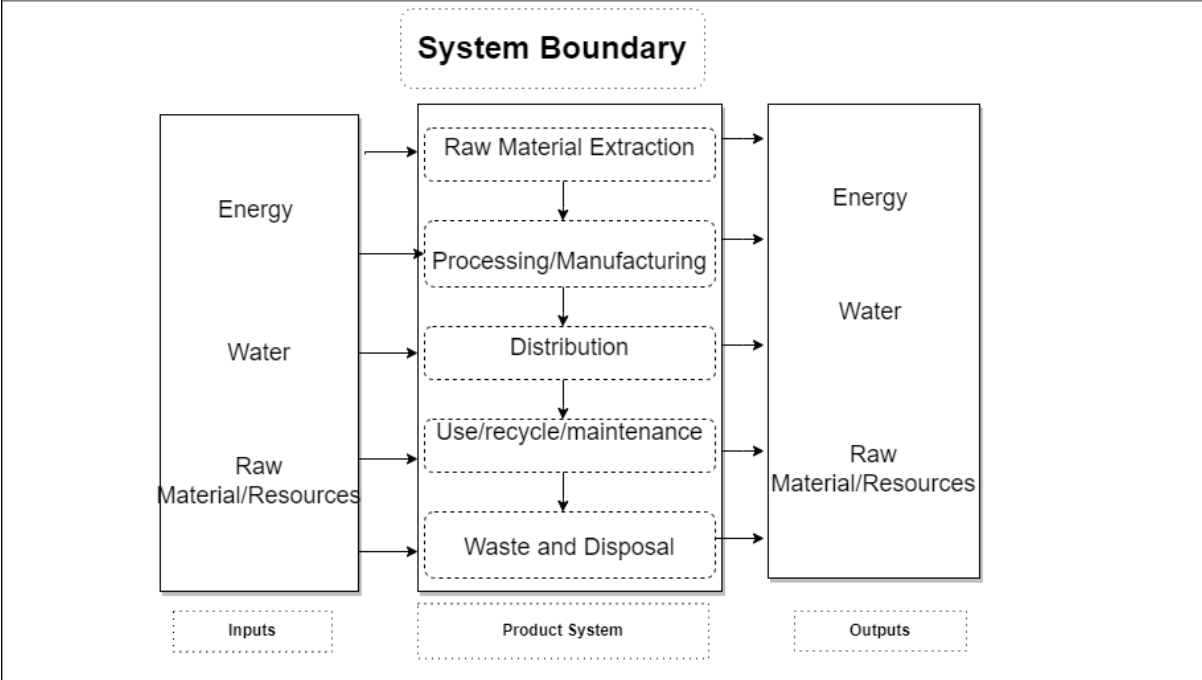 System Boundary
Energy
Water
Raw
Material/Resources
Inputs
Raw Material Extraction
Processing/Manufacturing
Distribution
Use/recycle/maintenance
Waste and Disposal
Product System
Energy
Water
Raw
Material/Resources
Outputs